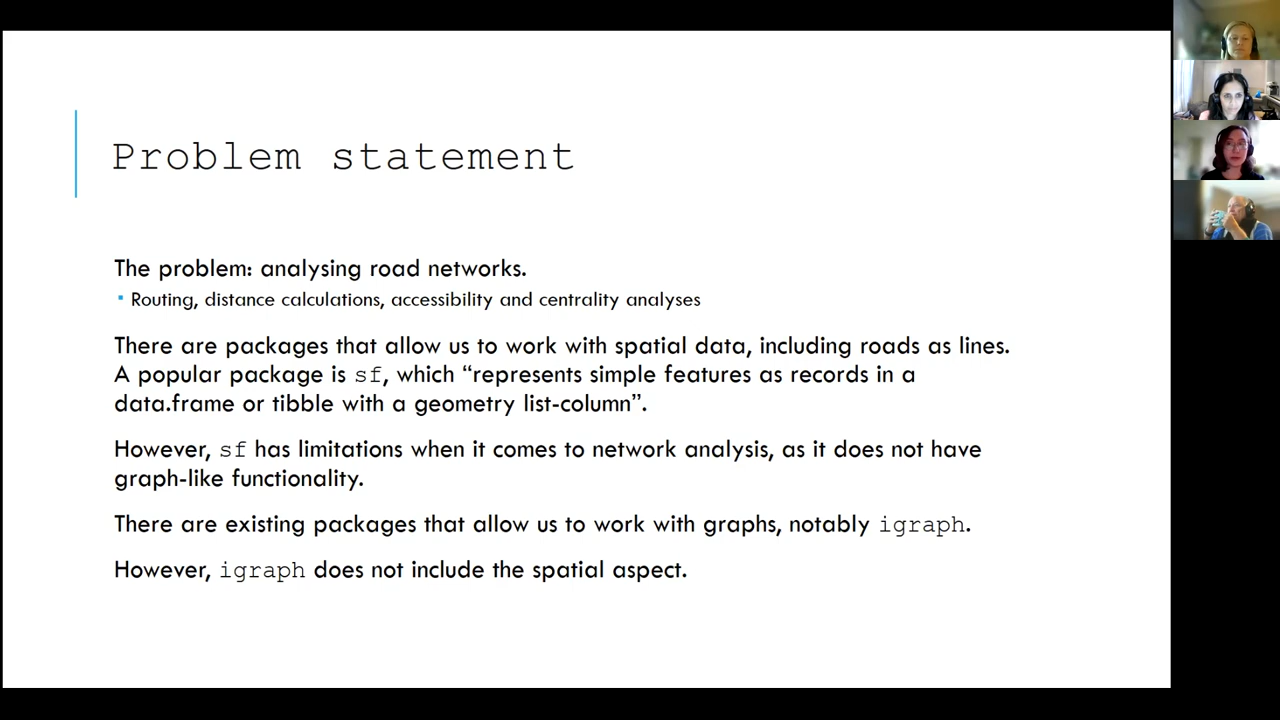 Problem statement
The problem: analysing road networks.
▪ Routing, distance calculations, accessibility and centrality analyses
There are packages that allow us to work with spatial data, including roads as lines.
A popular package is sf, which “represents simple features as records in a
data.frame or tibble with a geometry list-column”.
However, sf has limitations when it comes to network analysis, as it does not have
graph-like functionality.
There are existing packages that allow us to work with graphs, notably igraph.
However, igraph does not include the spatial aspect.